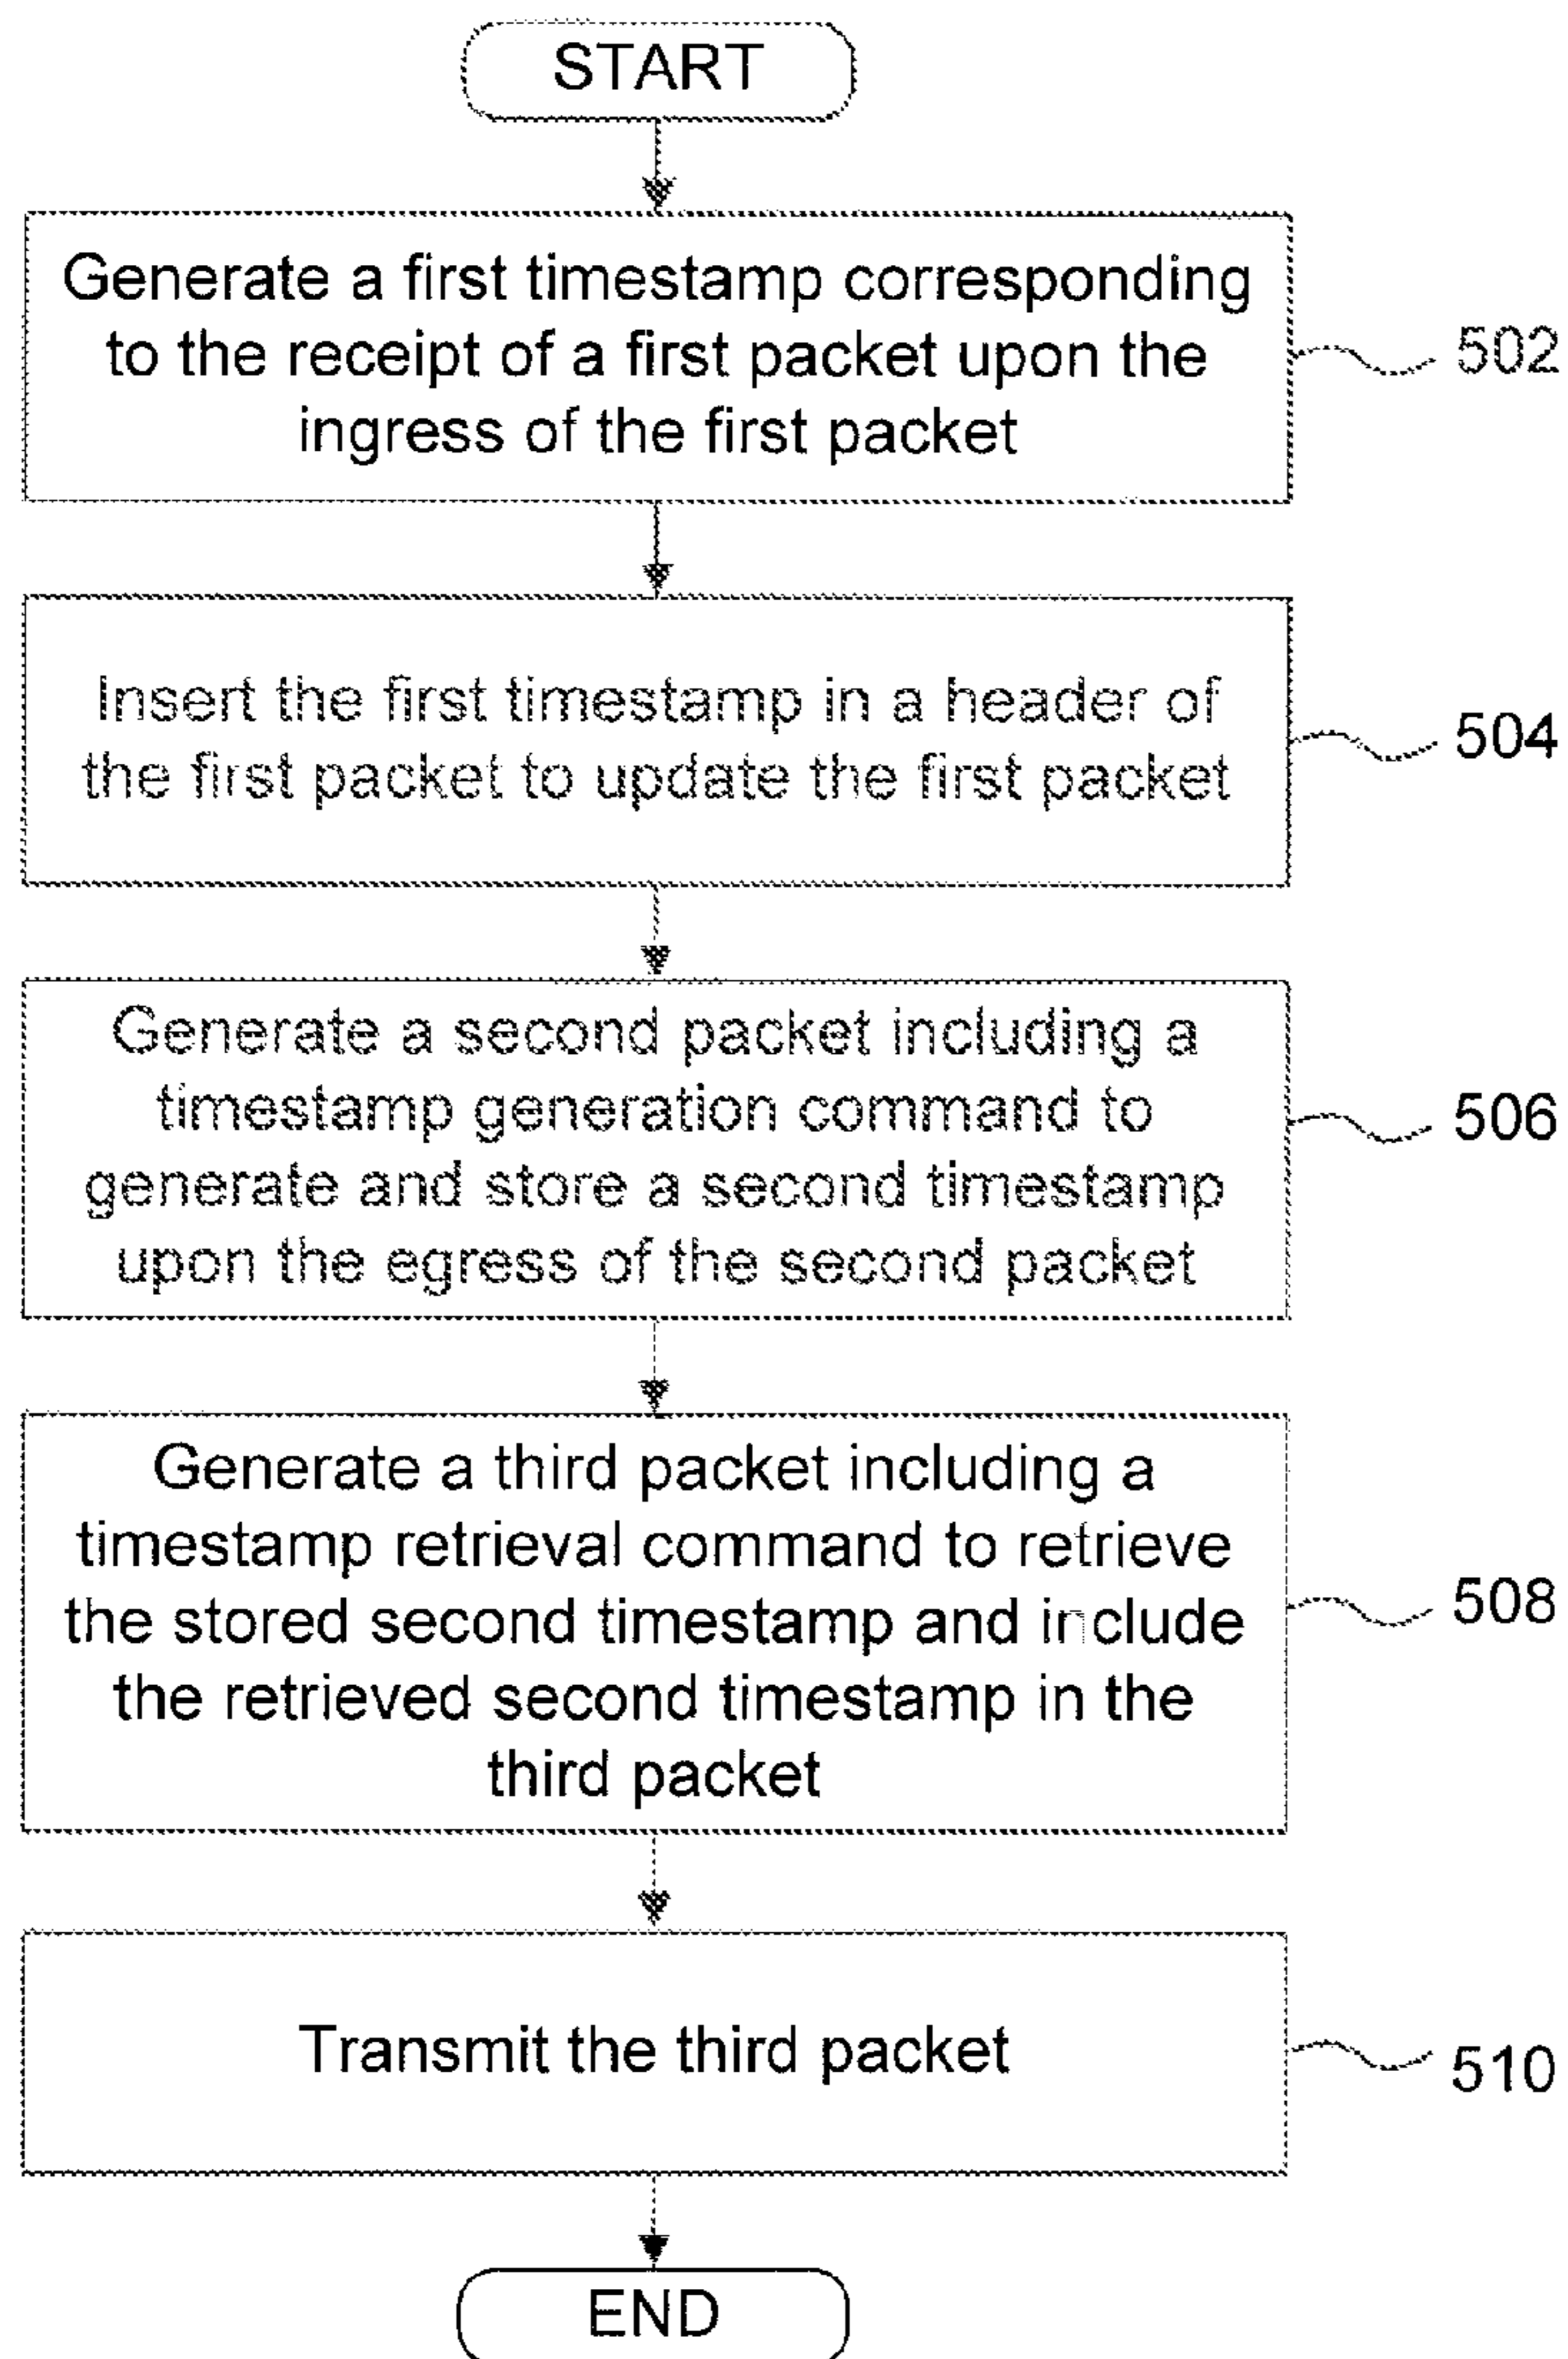 START
Generate a first timestamp corresponding
to the receipt of a first packet upon the
ingress of the first packet
502
Insert the first timestamp in a header of
the first packet to update the first packet
504
Generate a second packet including a
timestamp generation command to
generate and store a second timestamp
upon the egress of the second packet
506
Generate a third packet including a
timestamp retrieval command to retrieve
the stored second timestamp and include
the retrieved second timestamp in the
third packet
508
Transmit the third packet
510
END